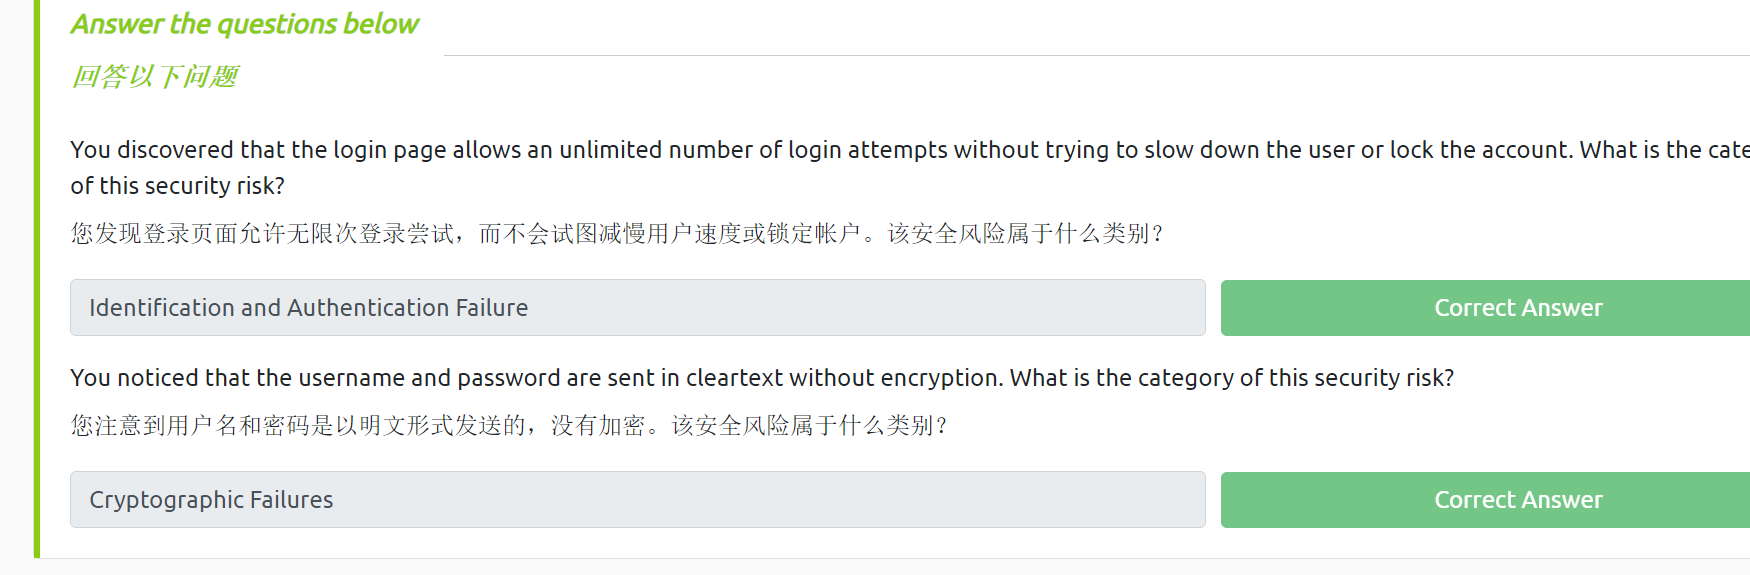 Answer the questions below
回答以下问题
You discovered that the login page allows an unlimited number of login attempts without trying to slow down the user or lock the account. What is the cate
of this security risk?
您发现登录页面允许无限次登录尝试，而不会试图减慢用户速度或锁定帐户。该安全风险属于什么类别？
Identification and Authentication Failure
Correct Answer
You noticed that the username and password are sent in cleartext without encryption. What is the category of this security risk?
您注意到用户名和密码是以明文形式发送的，没有加密。该安全风险属于什么类别？
Cryptographic Failures
Correct Answer